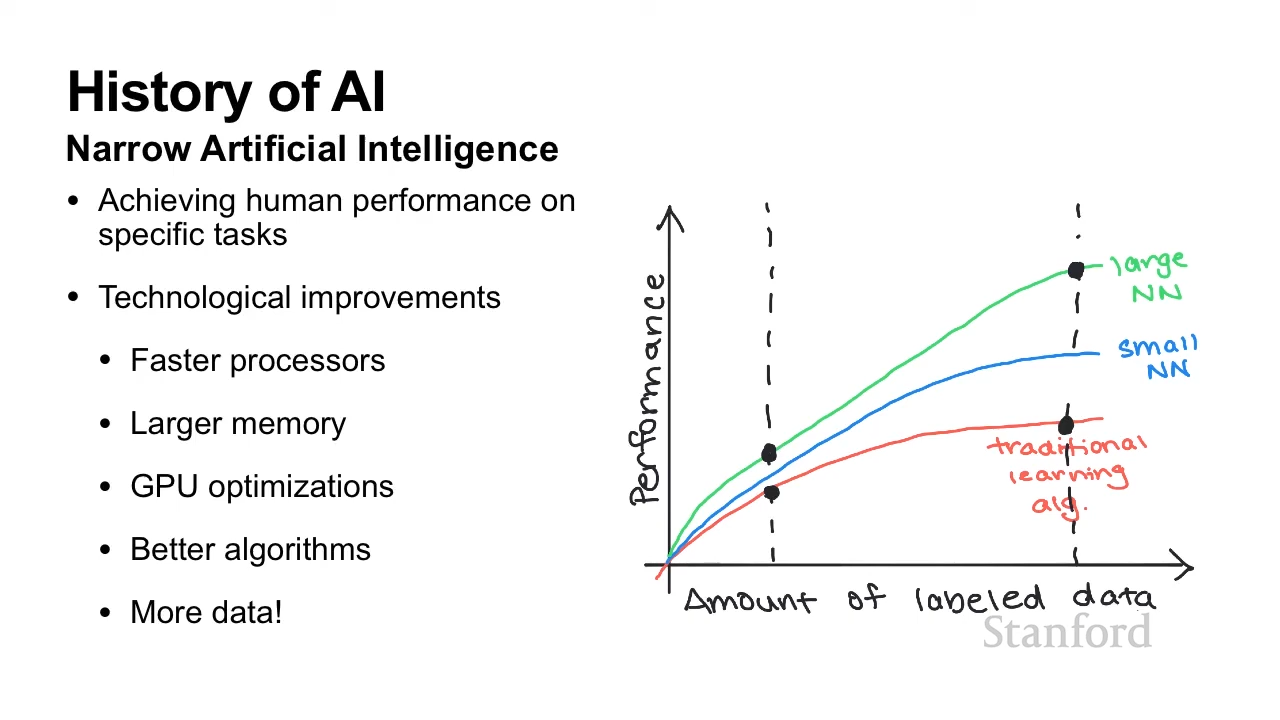 History of AI
Narrow Artificial Intelligence
• Achieving human performance on
specific tasks
• Technological improvements
• Faster processors
• Larger memory
• GPU optimizations
• Better algorithms
• More data!
Performance
large
NN
small
NN
traditional
learning
alg.
Amount of labeled data
Stanford